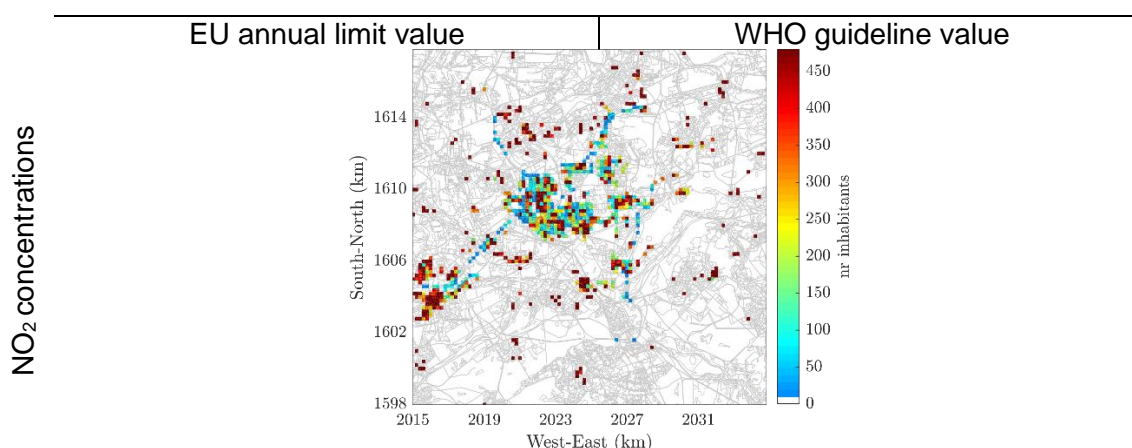 EU annual limit value WHO guideline value
NO₂ concentrations
South-North (km)
1614
1610
1606
1602
1598
2015 2019 2023 2027 2031
West-East (km)
450
400
350
300
250
200
150
100
50
0
nr inhabitants